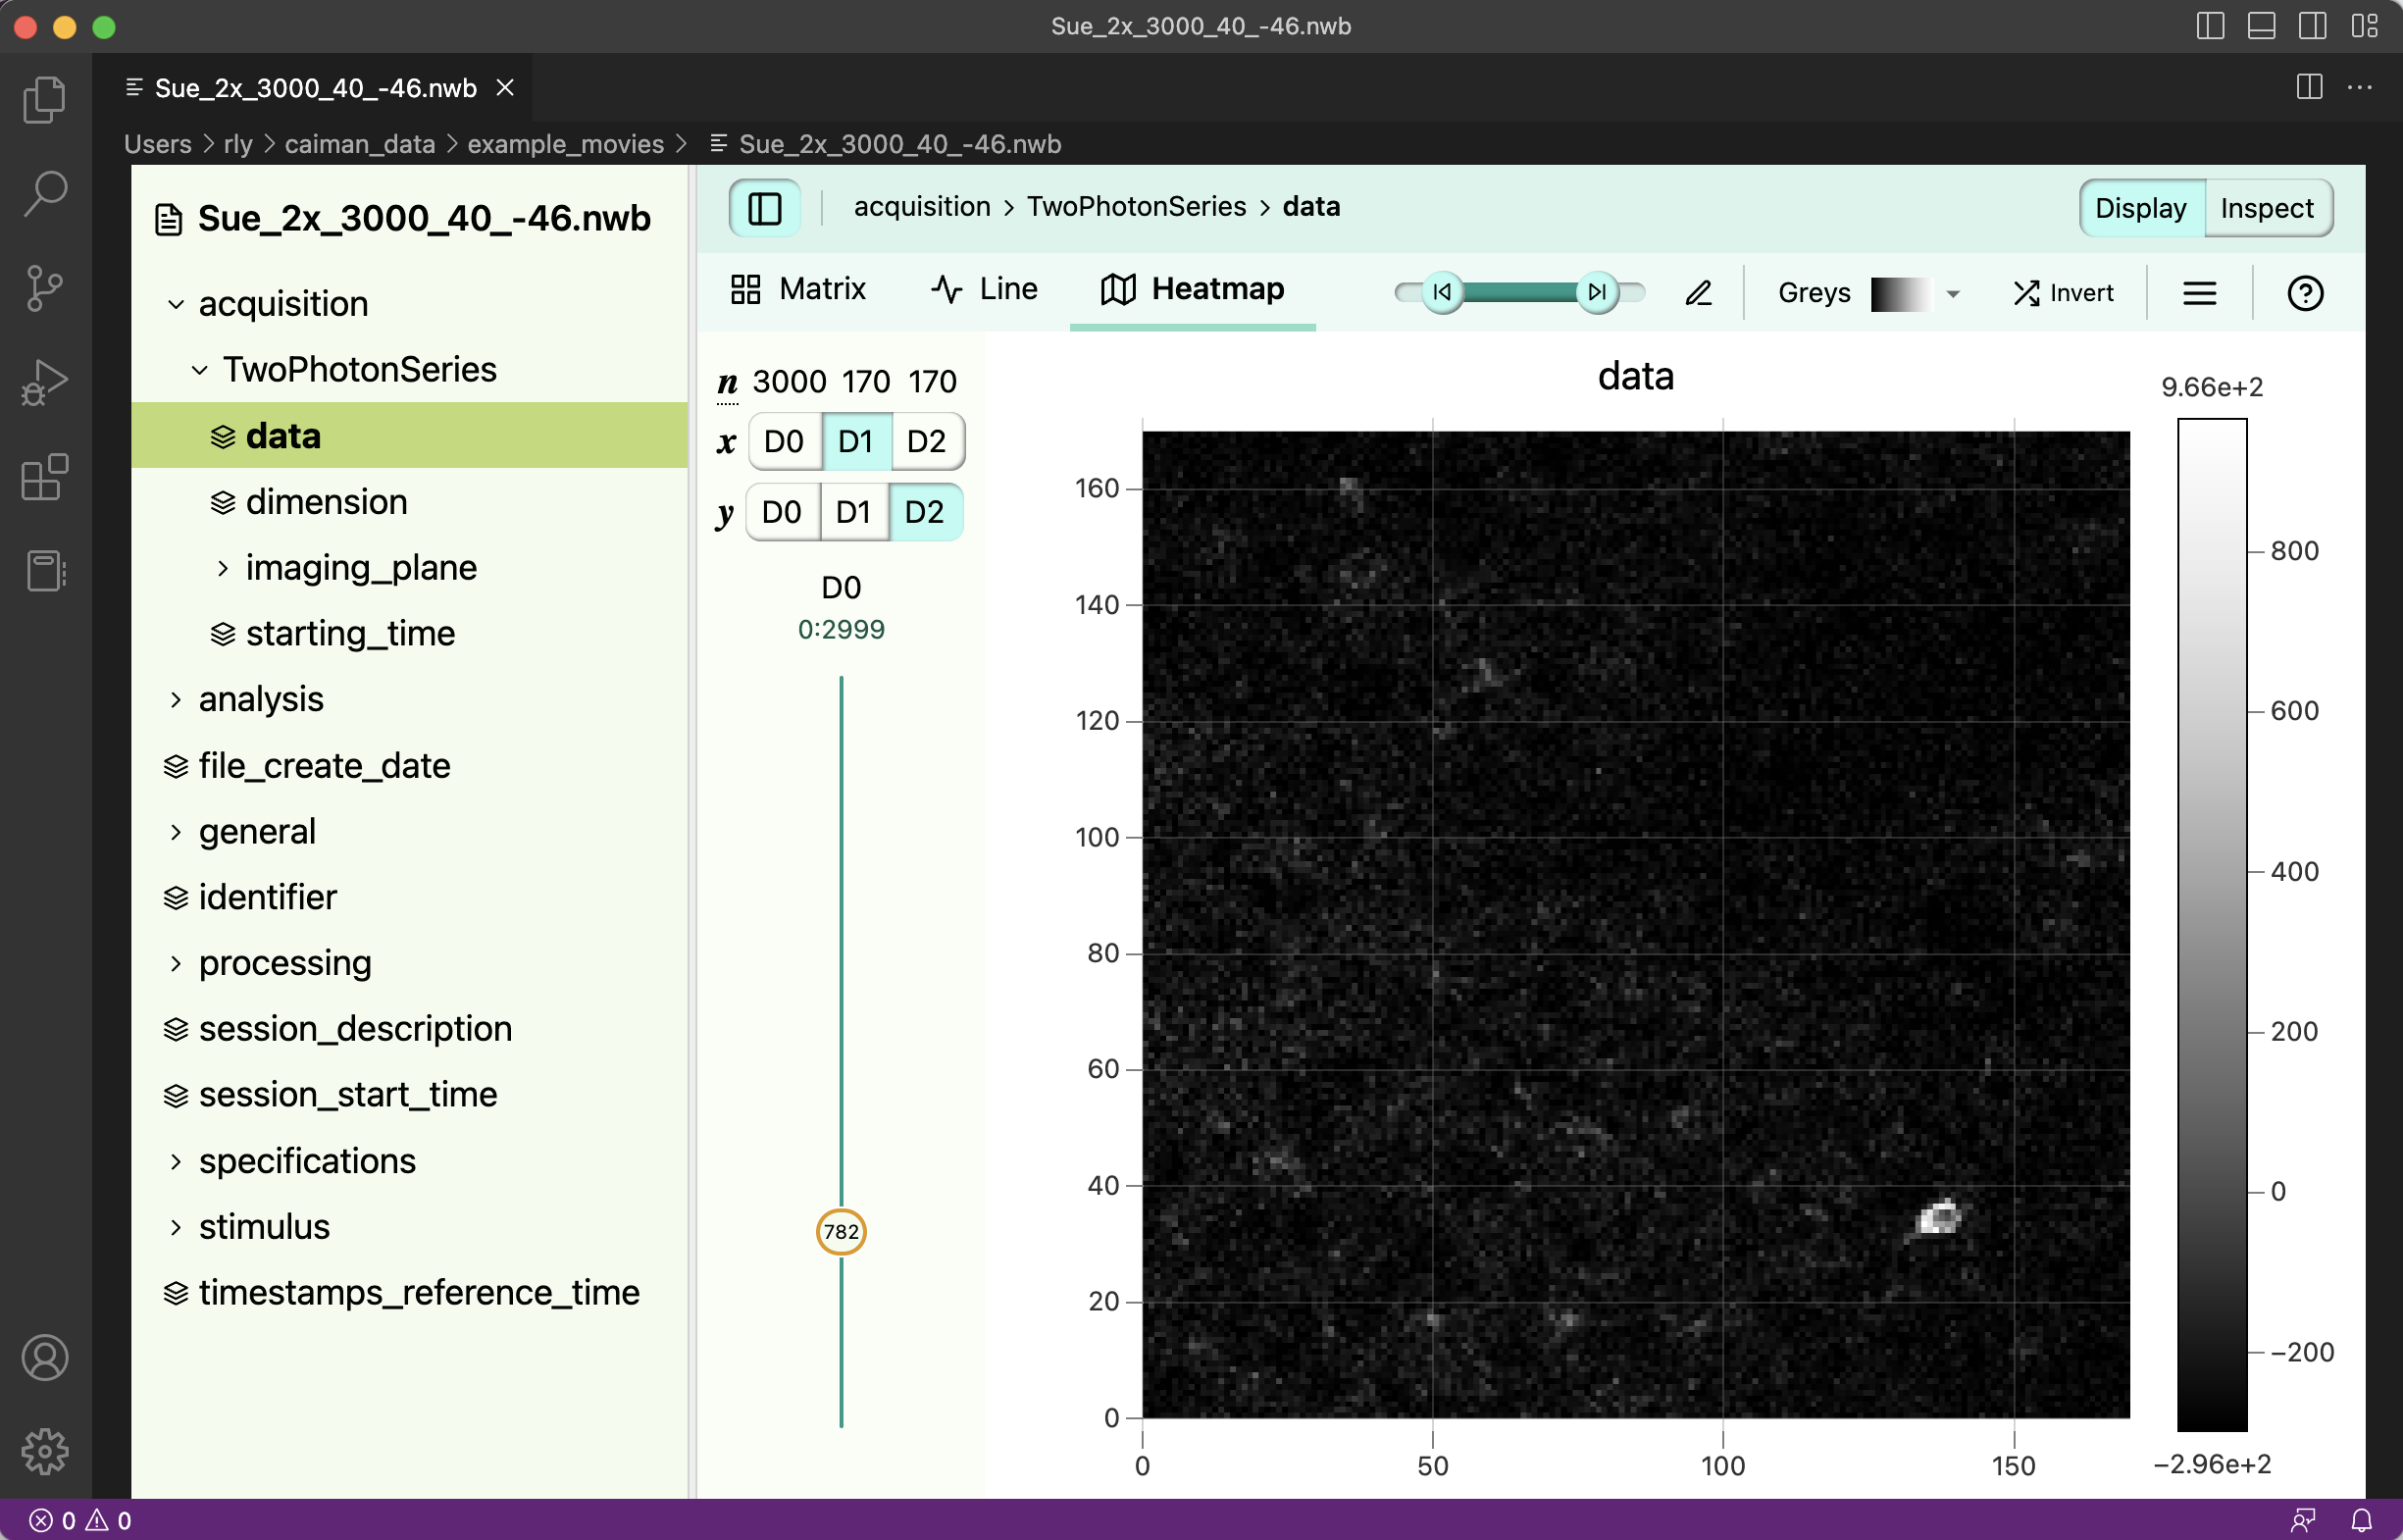 Sue_2x_3000_40_-46.nwb
Sue_2x_3000_40_-46.nwb
Users > rly > caiman_data > example_movies > Sue_2x_3000_40_-46.nwb
Sue_2x_3000_40_-46.nwb
acquisition
TwoPhotonSeries
data
dimension
imaging_plane
starting_time
analysis
file_create_date
general
identifier
processing
session_description
session_start_time
specifications
stimulus
timestamps_reference_time
acquisition > TwoPhotonSeries > data
Display Inspect
Matrix Line Heatmap Greys Invert
n 3000 170 170
x D0 D1 D2
y D0 D1 D2
D0
0:2999
782
data
160
140
120
100
80
60
40
20
0
0 50 100 150
9.66e+2
800
600
400
200
0
−200
−2.96e+2
0 0